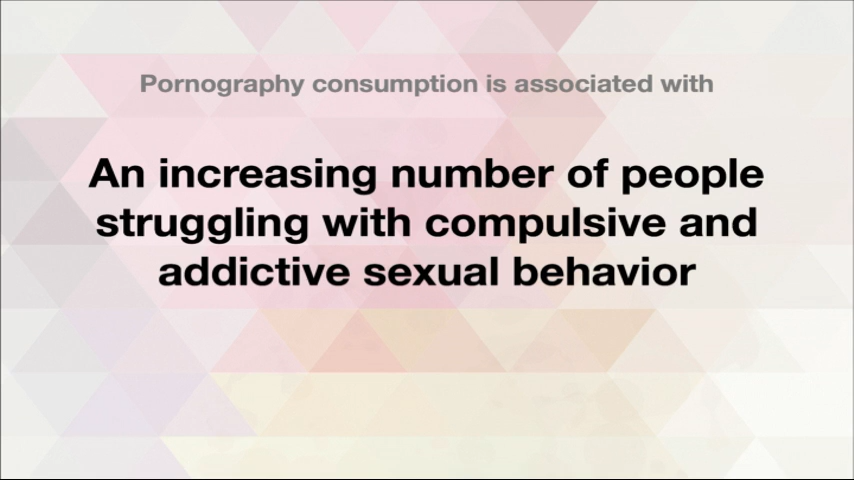 Pornography consumption is associated with
An increasing number of people
struggling with compulsive and
addictive sexual behavior